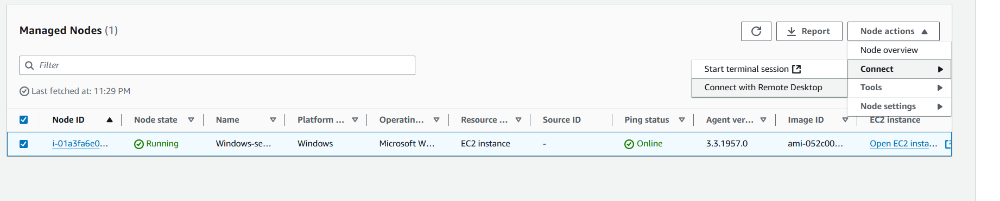 Managed Nodes (1)
Report
Node actions
Node overview
Filter
Start terminal session
Connect
Connect with Remote Desktop
Tools
Last fetched at: 11:29 PM
Node settings
Node ID Node state Name Platform ... Operatin... Resource ... Source ID Ping status Agent ver... Image ID EC2 instance
i-01a3fa6e0... Running Windows-se... Windows Microsoft W... EC2 instance - Online 3.3.1957.0 ami-052c00... Open EC2 insta...